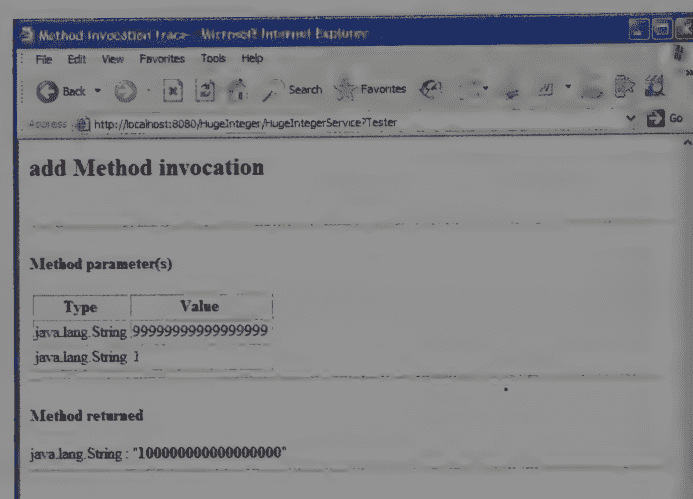 Method invocation trace - Microsoft Internet Explorer
File Edit View Favorites Tools Help
Back Search Favorites
Address http://localhost:8080/HugeInteger/HugeIntegerService?Tester Go
add Method invocation
Method parameter(s)
Type Value
java.lang.String 99999999999999999
java.lang.String 1
Method returned
java.lang.String : "100000000000000000"